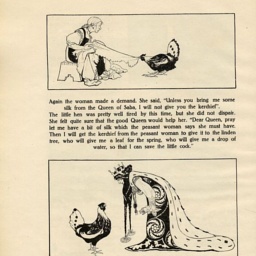 Again the woman made a demand. She said, "Unless you bring me some
silk from the Queen of Saba, I will not give you the kerchief".
The little hen was pretty well tired by this time, but she did not dispair.
She felt quite sure that the good Queen would help her. "Dear Queen, pray
let me have a bit of silk which the peasant woman says she must have.
Then I will get the kerchief from the peasant woman to give it to the linden
tree, who will give me a leaf for the spring, who will give me a drop of
water, so that I can save the little cock."